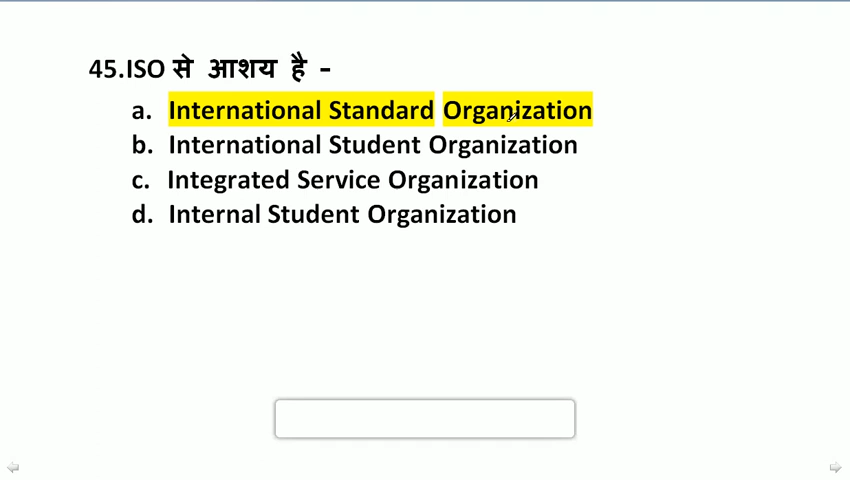 45.ISO से आशय है -
a. International Standard Organization
b. International Student Organization
c. Integrated Service Organization
d. Internal Student Organization